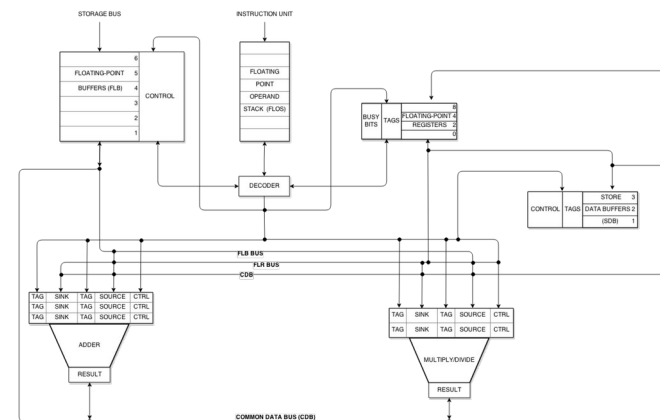 STORAGE BUS
INSTRUCTION UNIT
6
FLOATING-POINT 5
BUFFERS (FLB) 4
3
2
1
CONTROL
FLOATING
POINT
OPERAND
STACK (FLOS)
BUSY
BITS
TAGS
8
FLOATING-POINT 4
REGISTERS 2
0
DECODER
CONTROL
TAGS
STORE 3
DATA BUFFERS 2
(SDB) 1
FLB BUS
FLR BUS
CDB
TAG SINK TAG SOURCE CTRL
TAG SINK TAG SOURCE CTRL
TAG SINK TAG SOURCE CTRL
ADDER
RESULT
TAG SINK TAG SOURCE CTRL
TAG SINK TAG SOURCE CTRL
MULTIPLY/DIVIDE
RESULT
COMMON DATA BUS (CDB)